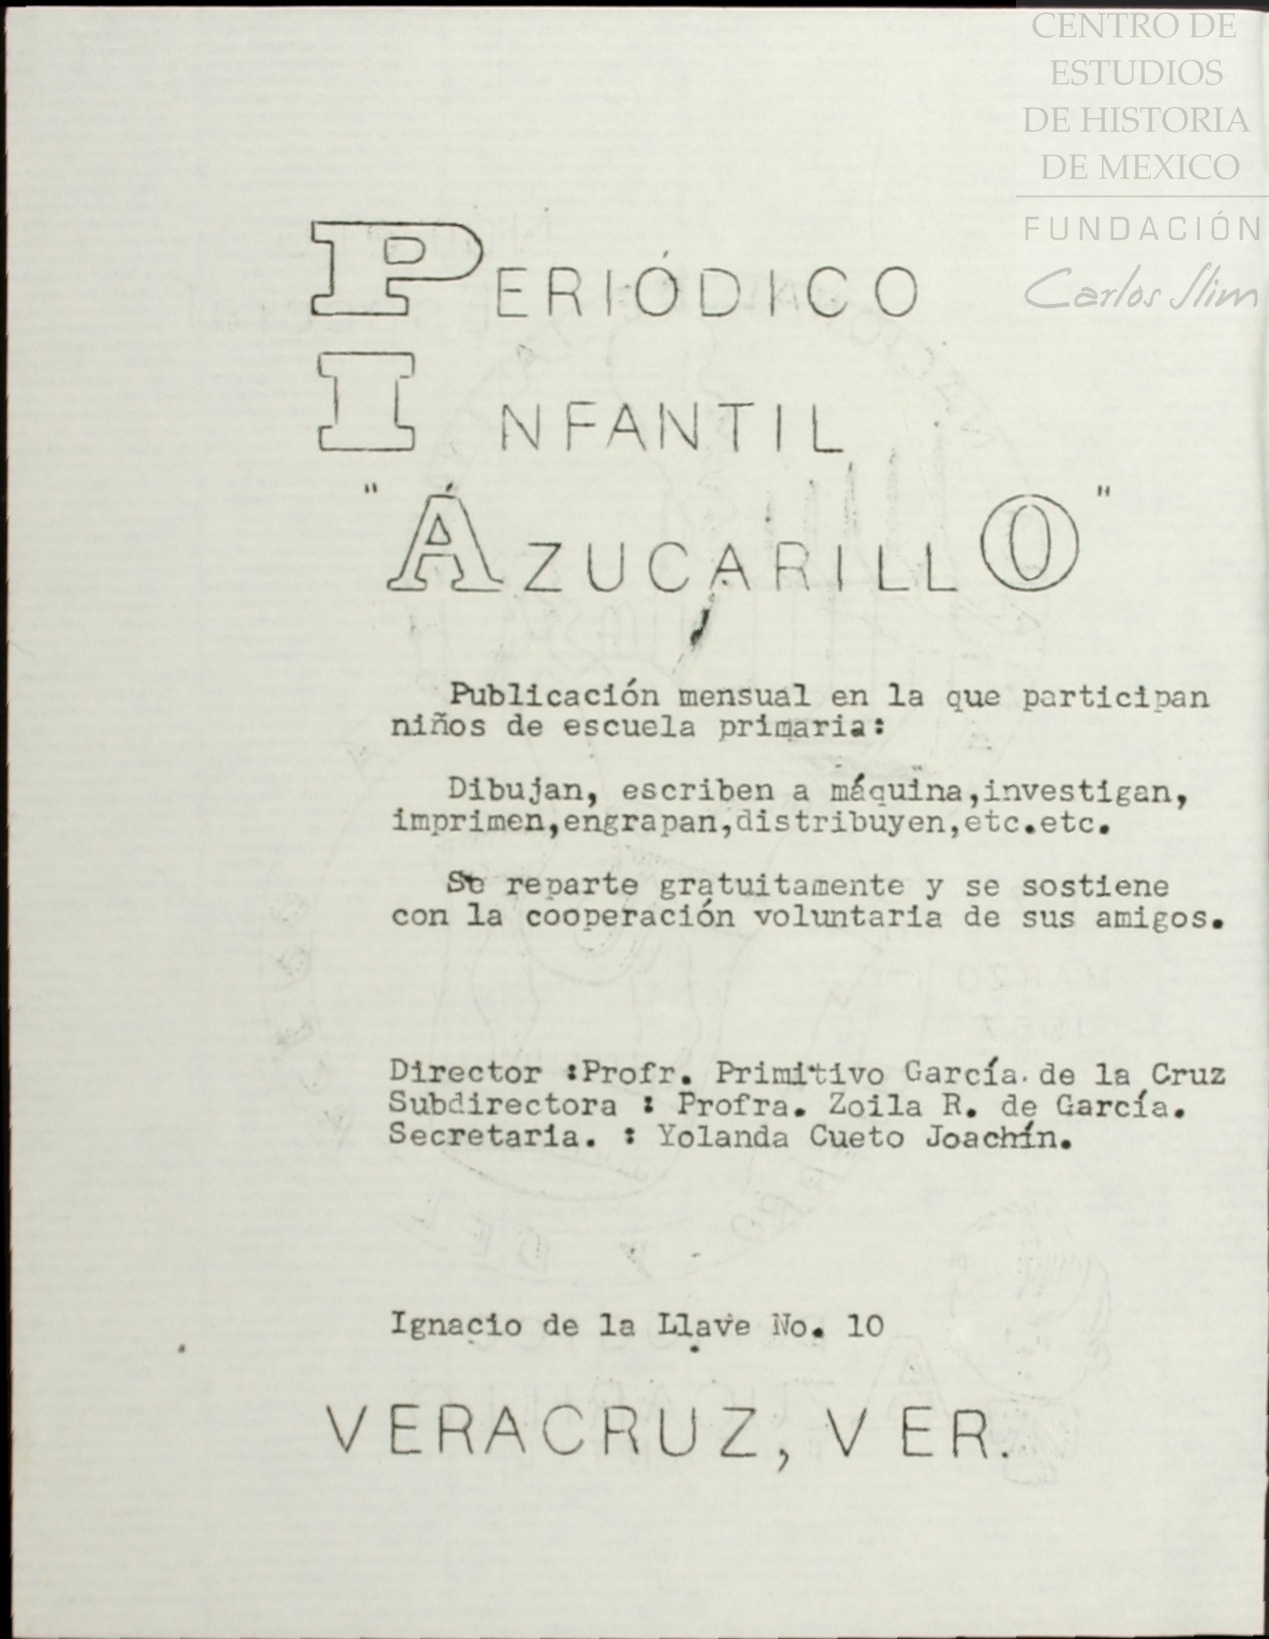 CENTRO DE
ESTUDIOS
DE HISTORIA
DE MEXICO
FUNDACIÓN
Carlos Slim
PERIÓDICO
INFANTIL
"AZUCARILLO"
Publicación mensual en la que participan
niños de escuela primaria:
Dibujan, escriben a máquina,investigan,
imprimen,engrapan,distribuyen,etc.etc.
Se reparte gratuitamente y se sostiene
con la cooperación voluntaria de sus amigos.
Director :Profr. Primitivo García de la Cruz
Subdirectora : Profra. Zoila R. de García.
Secretaria. : Yolanda Cueto Joachín.
Ignacio de la Llave No. 10
VERACRUZ, VER.